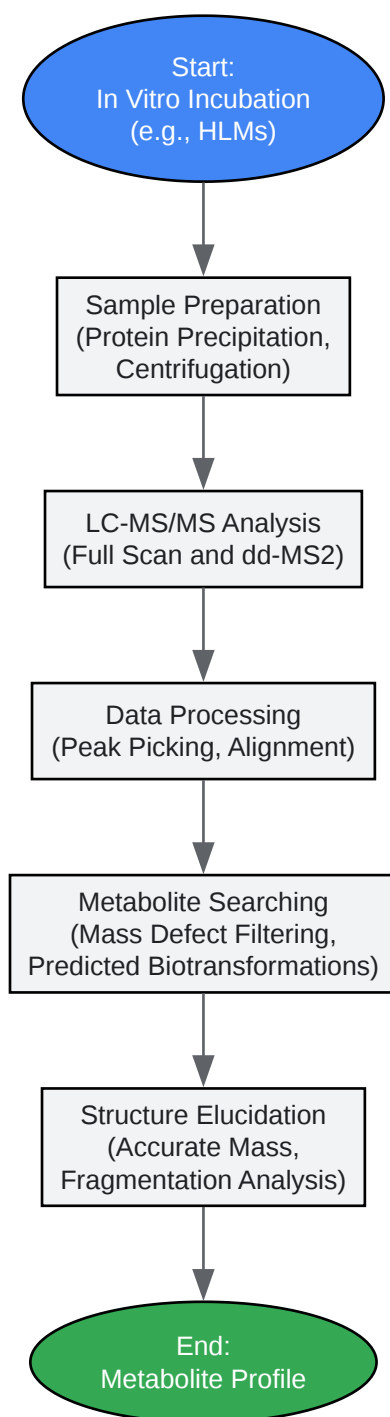 Start:
In Vitro Incubation
(e.g., HLMs)
Sample Preparation
(Protein Precipitation,
Centrifugation)
LC-MS/MS Analysis
(Full Scan and dd-MS2)
Data Processing
(Peak Picking, Alignment)
Metabolite Searching
(Mass Defect Filtering,
Predicted Biotransformations)
Structure Elucidation
(Accurate Mass,
Fragmentation Analysis)
End:
Metabolite Profile